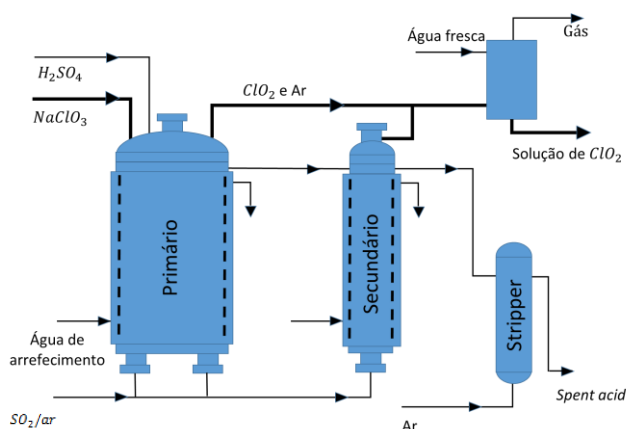 Gás
Água fresca
H₂SO₄
ClO₂ e Ar
NaClO₃
Solução de ClO₂
Primário
Secundário
Stripper
Água de
arrefecimento
Spent acid
SO₂/ar
Ar